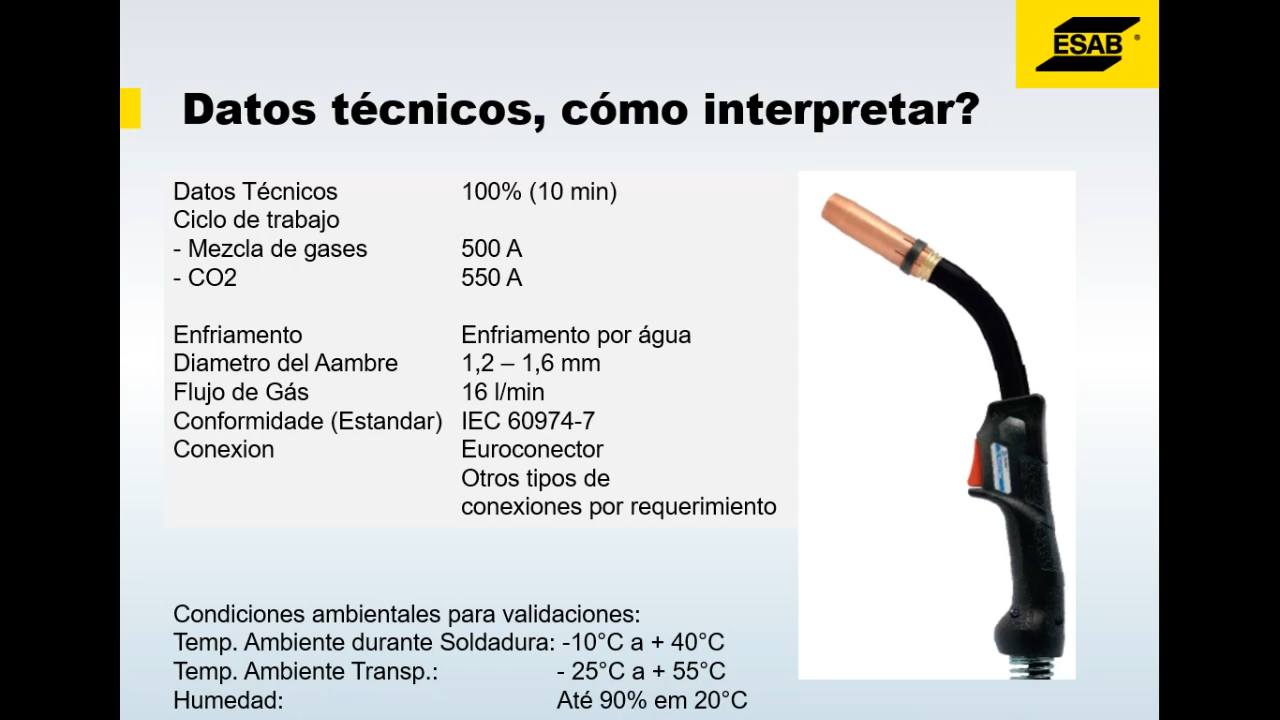 ESAB ®
Datos técnicos, cómo interpretar?
Datos Técnicos 100% (10 min)
Ciclo de trabajo
- Mezcla de gases 500 A
- CO2 550 A
Enfriamento Enfriamento por água
Diametro del Aambre 1,2 – 1,6 mm
Flujo de Gás 16 l/min
Conformidade (Estandar) IEC 60974-7
Conexion Euroconector
Otros tipos de
conexiones por requerimiento
Condiciones ambientales para validaciones:
Temp. Ambiente durante Soldadura: -10°C a + 40°C
Temp. Ambiente Transp.: - 25°C a + 55°C
Humedad: Até 90% em 20°C